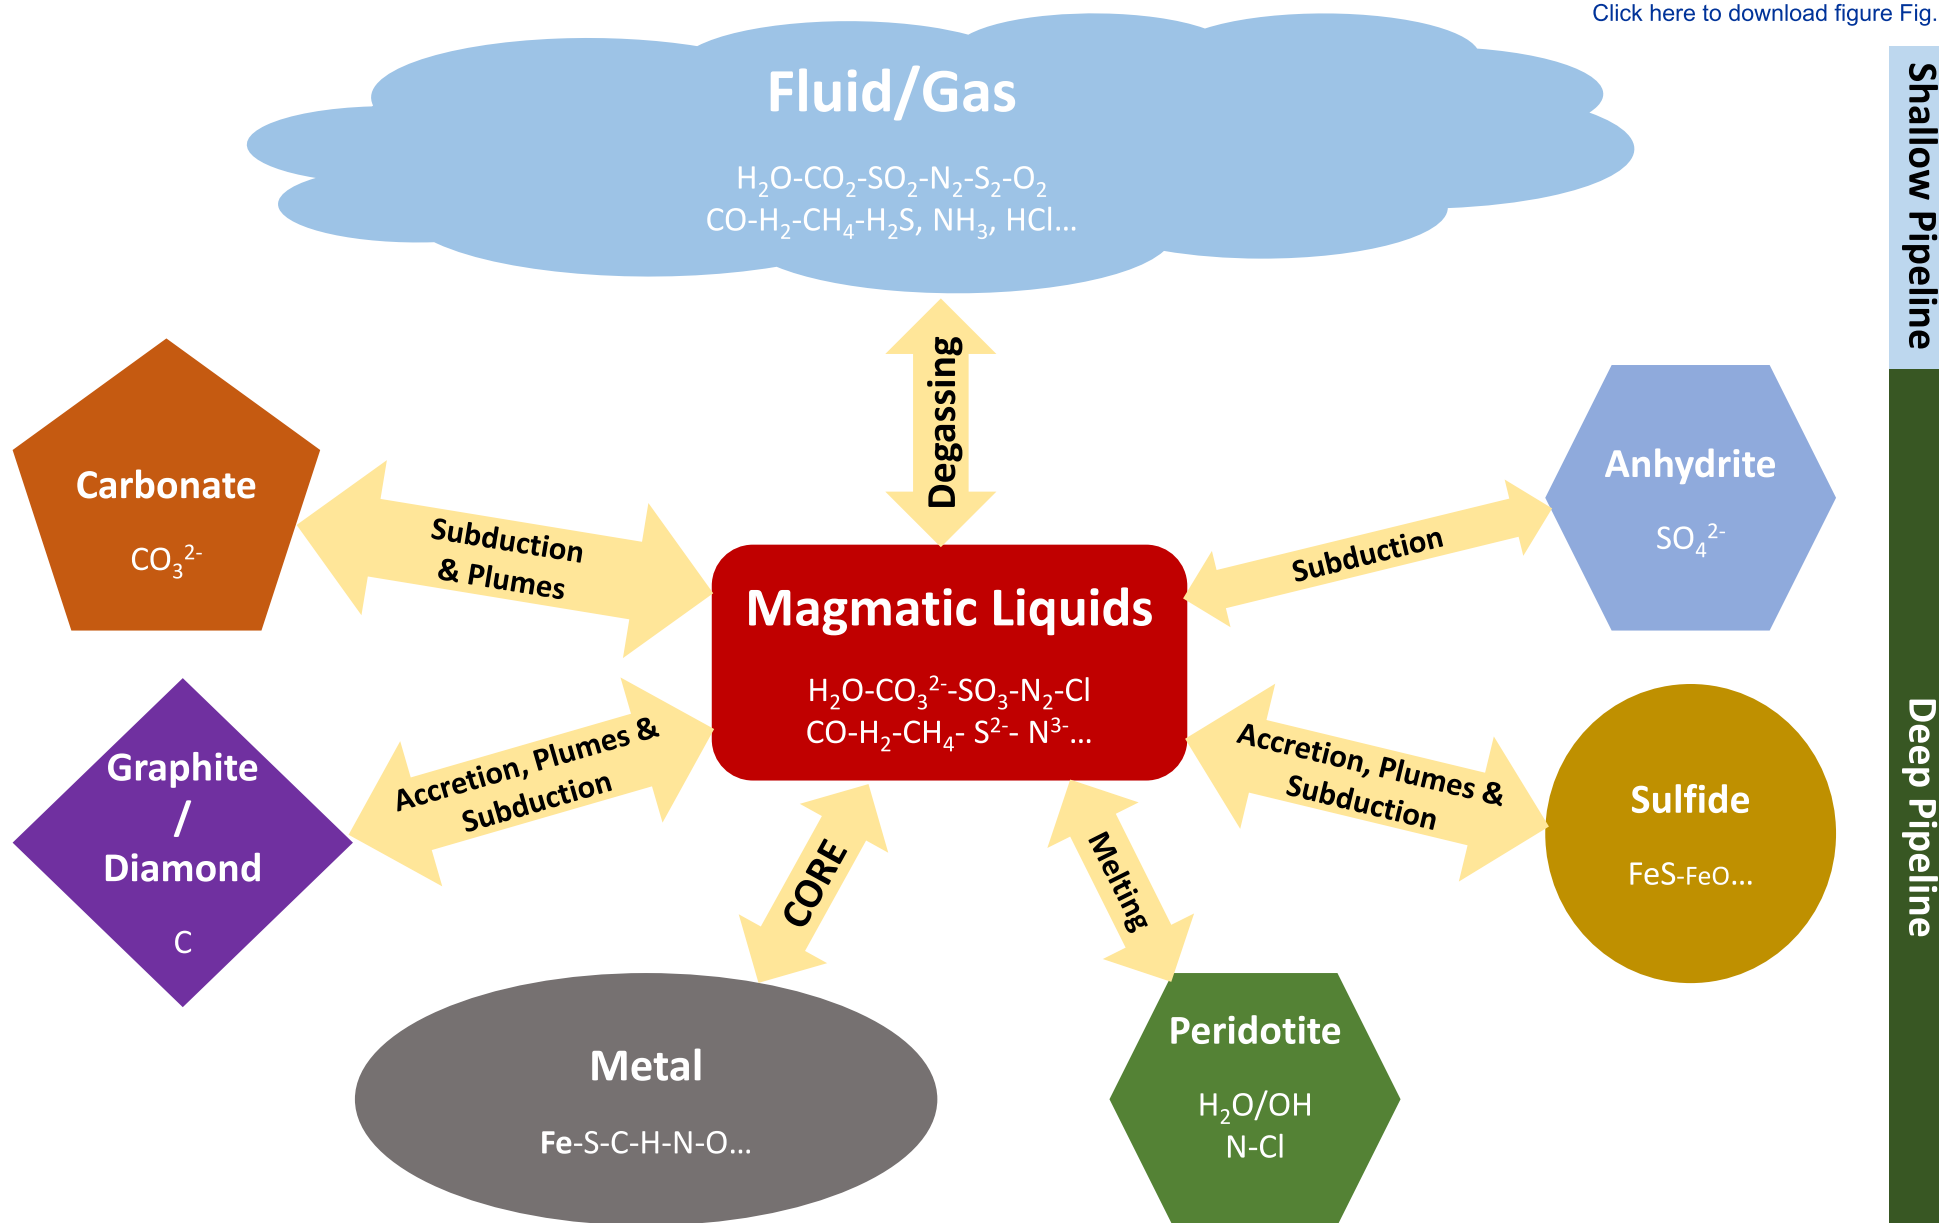 Click here to download figure Fig.
Fluid/Gas
H₂O-CO₂-SO₂-N₂-S₂-O₂
CO-H₂-CH₄-H₂S, NH₃, HCl...
Shallow Pipeline
Degassing
Carbonate
CO₃²⁻
Subduction
& Plumes
Subduction
Anhydrite
SO₄²⁻
Magmatic Liquids
H₂O-CO₃²⁻-SO₃-N₂-Cl
CO-H₂-CH₄- S²⁻- N³⁻...
Graphite
/
Diamond
C
Accretion, Plumes &
Subduction
Accretion, Plumes &
Subduction
Sulfide
FeS-FeO...
Deep Pipeline
CORE
Melting
Metal
Fe-S-C-H-N-O...
Peridotite
H₂O/OH
N-Cl